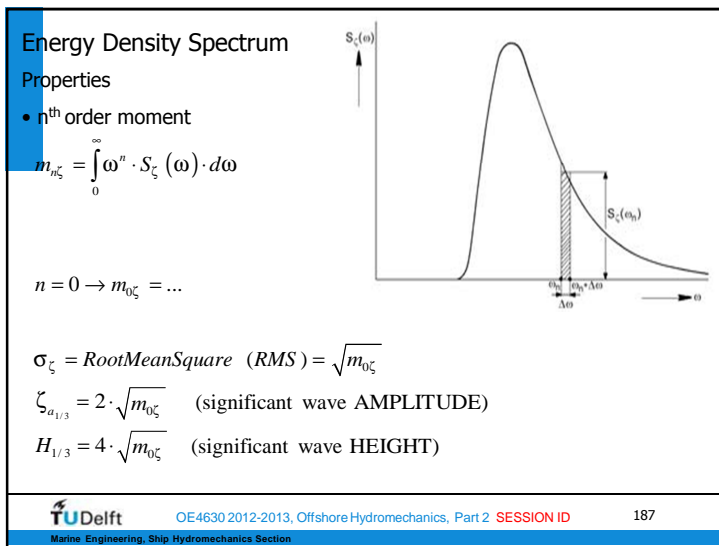 Energy Density Spectrum
Properties
• nth order moment
m_nζ = ∫_0^∞ ω^n · S_ζ (ω) · dω
n = 0 → m_0ζ = ...
σ_ζ = RootMeanSquare (RMS) = √m_0ζ
ζ_a1/3 = 2 · √m_0ζ (significant wave AMPLITUDE)
H_1/3 = 4 · √m_0ζ (significant wave HEIGHT)
S_ζ(ω)
S_ζ(ω_n)
ω_n ω_n+Δω ω
Δω
TUDelft OE4630 2012-2013, Offshore Hydromechanics, Part 2 SESSION ID 187
Marine Engineering, Ship Hydromechanics Section